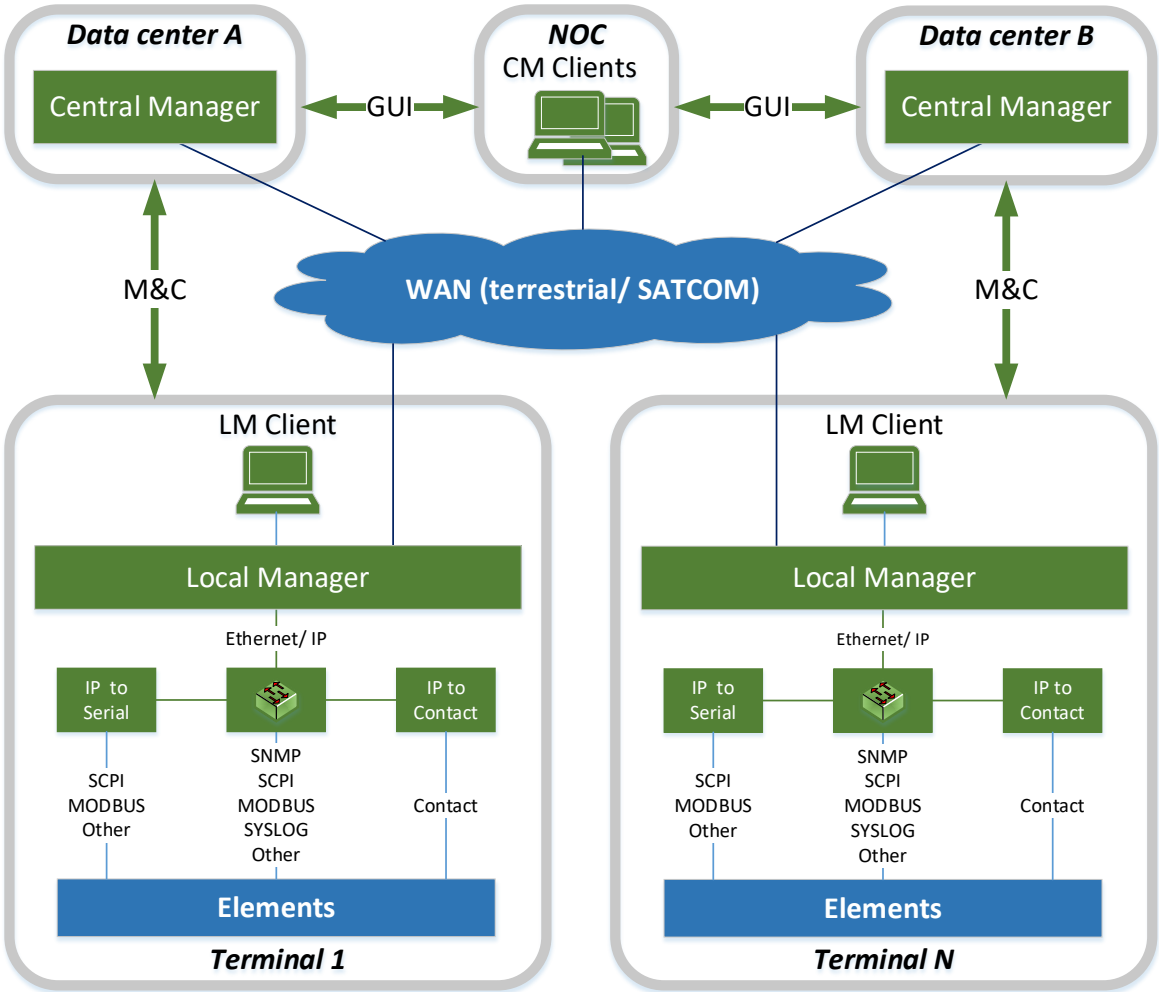 Data center A
Central Manager
GUI
NOC
CM Clients
GUI
Data center B
Central Manager
M&C
WAN (terrestrial/ SATCOM)
M&C
LM Client
Local Manager
Ethernet/ IP
IP to
Serial
IP to
Contact
SCPI
MODBUS
Other
SNMP
SCPI
MODBUS
SYSLOG
Other
Contact
Elements
Terminal 1
LM Client
Local Manager
Ethernet/ IP
IP to
Serial
IP to
Contact
SCPI
MODBUS
Other
SNMP
SCPI
MODBUS
SYSLOG
Other
Contact
Elements
Terminal N